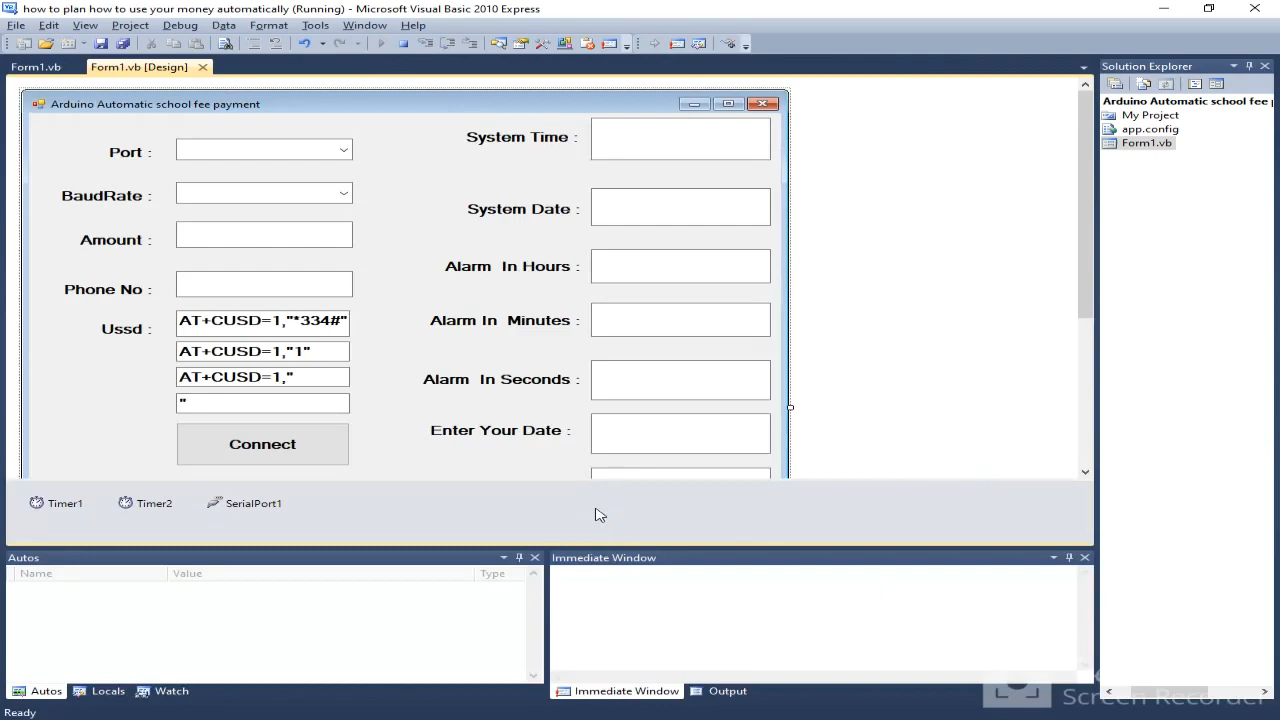 how to plan how to use your money automatically (Running) - Microsoft Visual Basic 2010 Express
File Edit View Project Debug Data Format Tools Window Help
Form1.vb Form1.vb [Design]
Solution Explorer
Arduino Automatic school fee
My Project
app.config
Form1.vb
Arduino Automatic school fee payment
Port :
BaudRate :
Amount :
Phone No :
Ussd :
AT+CUSD=1,"*334#"
AT+CUSD=1,"1"
AT+CUSD=1,"
"
Connect
System Time :
System Date :
Alarm In Hours :
Alarm In Minutes :
Alarm In Seconds :
Enter Your Date :
Timer1 Timer2 SerialPort1
Autos
Name Value Type
Immediate Window
Autos Locals Watch
Immediate Window Output
Screen Recorder
Ready